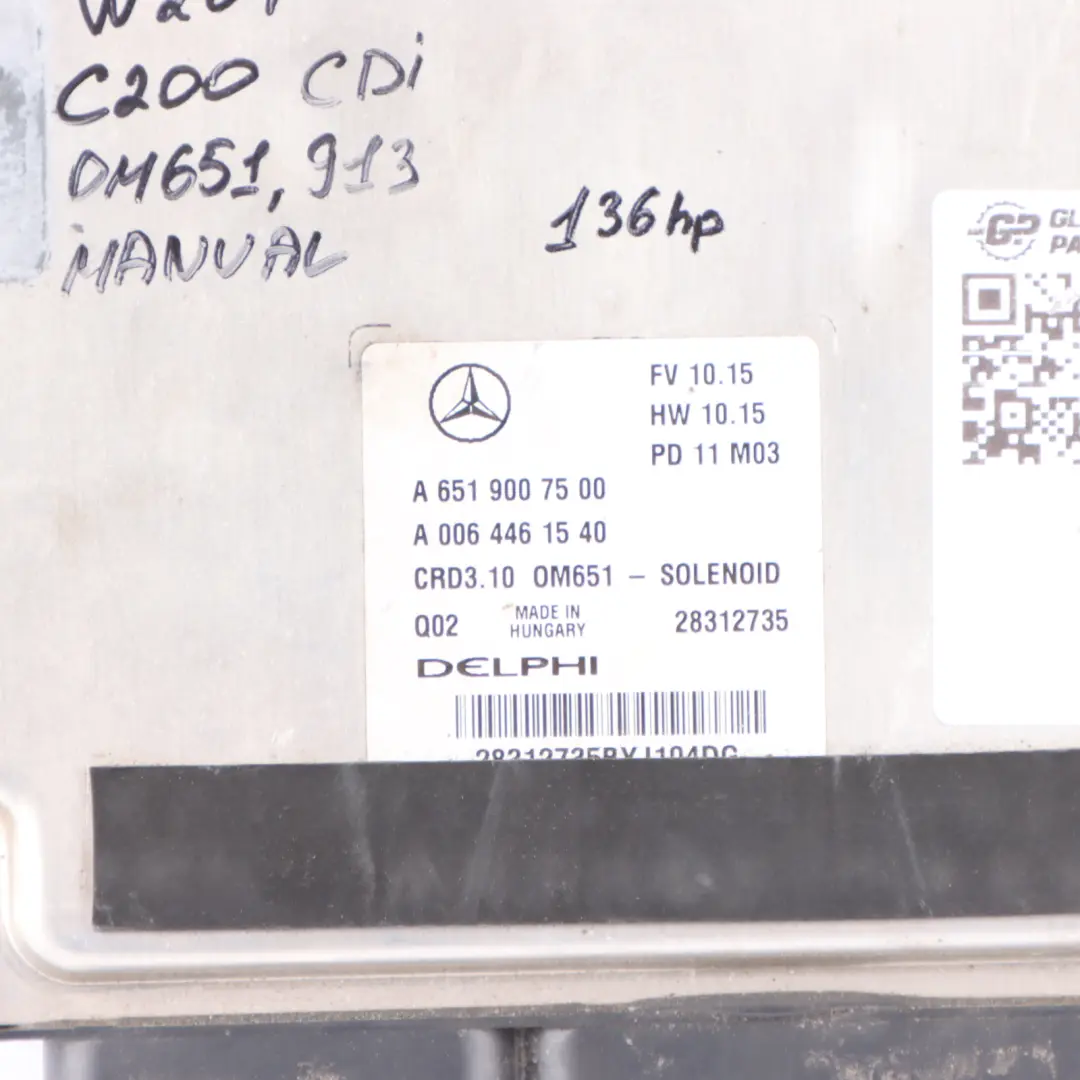 C200 CDi
OM651, 913
MANUAL
136hp
GP
FV 10.15
HW 10.15
PD 11 M03
A 651 900 75 00
A 006 446 15 40
CRD3.10 OM651 – SOLENOID
Q02 MADE IN HUNGARY 28312735
DELPHI